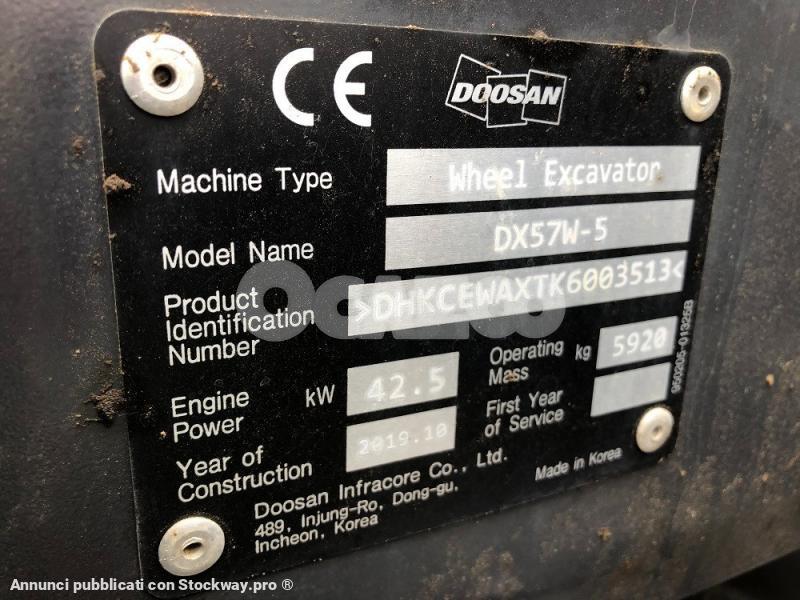 CE
DOOSAN
Machine Type Wheel Excavator
Model Name DX57W-5
Product
Identification
Number >DHKCEWAXTK6003513<
Engine
Power kW 42.5
Operating
Mass kg 5920
Year of
Construction 2019.10
First Year
of Service
Doosan Infracore Co., Ltd.
489, Injung-Ro, Dong-gu,
Incheon, Korea
Made in Korea
950205-01325B
Annunci pubblicati con Stockway.pro ®